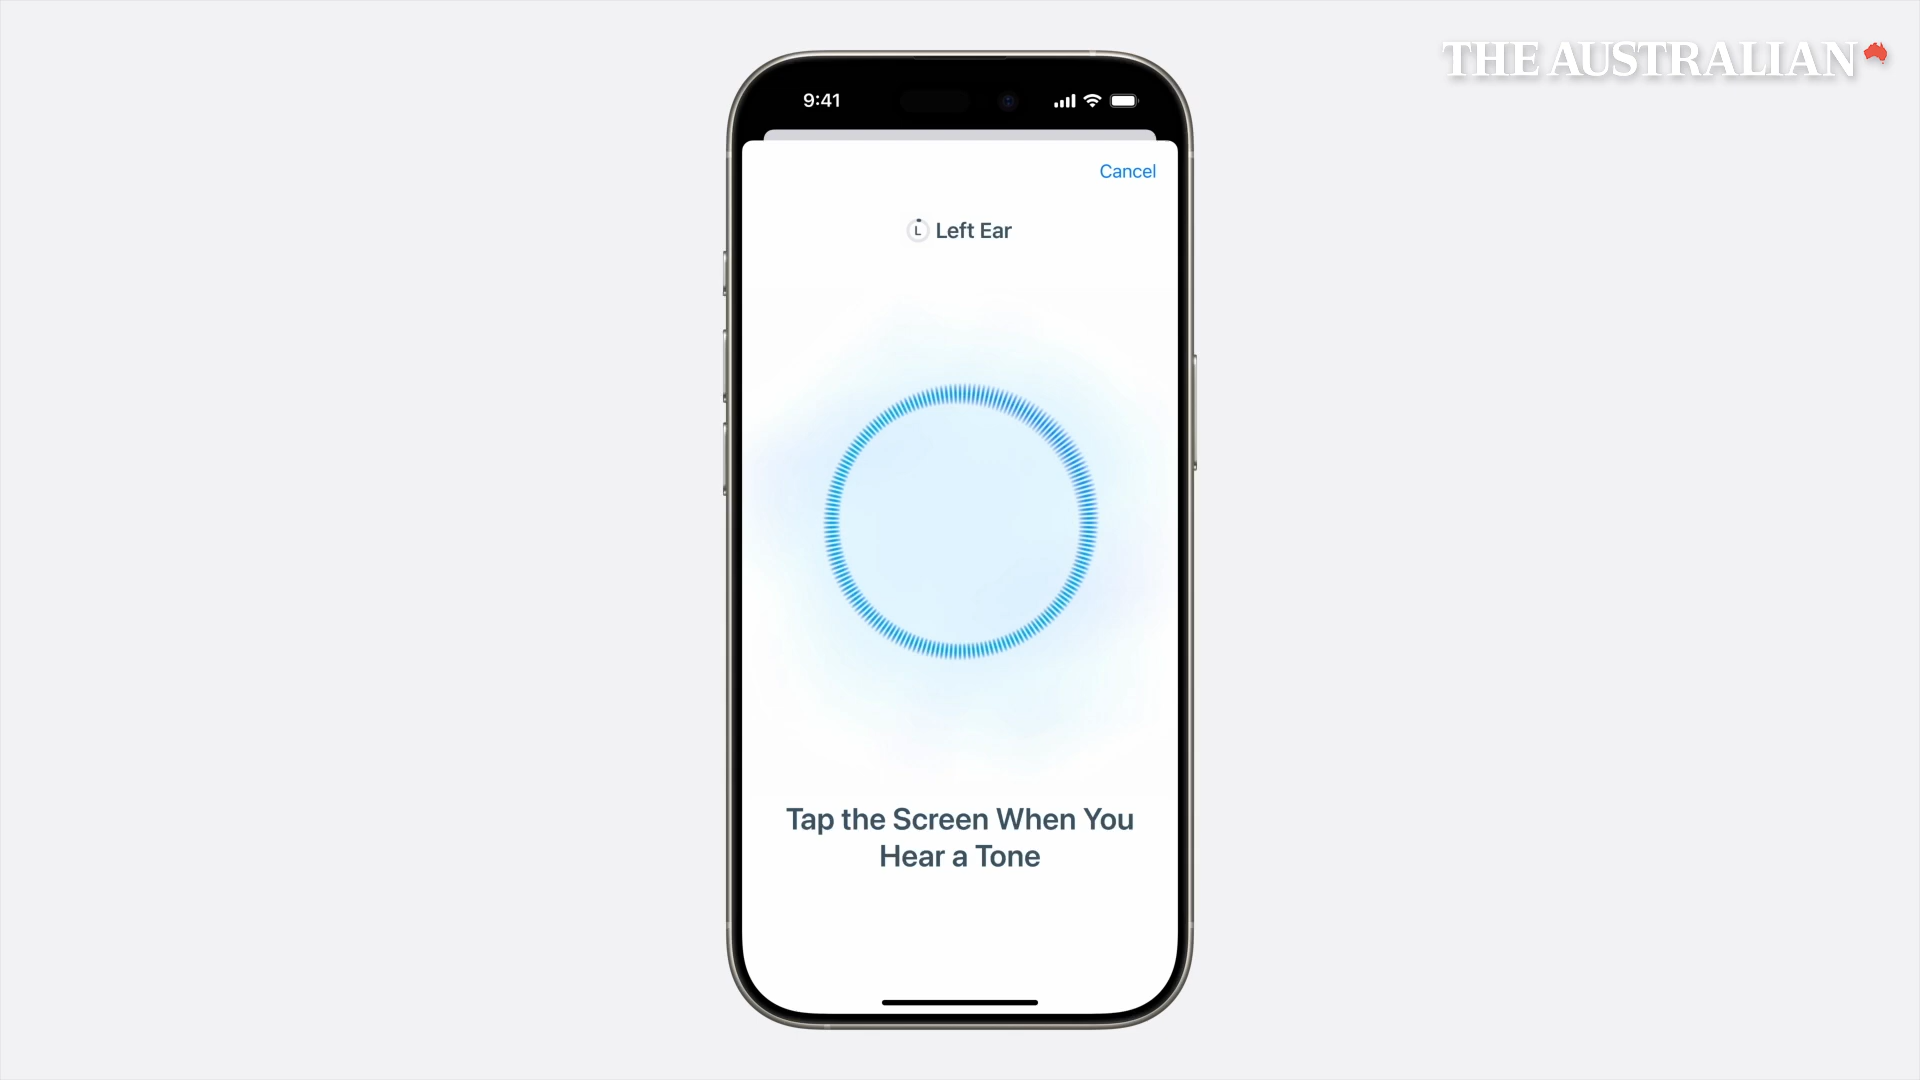 THE AUSTRALIAN
9:41
Cancel
L Left Ear
Tap the Screen When You
Hear a Tone